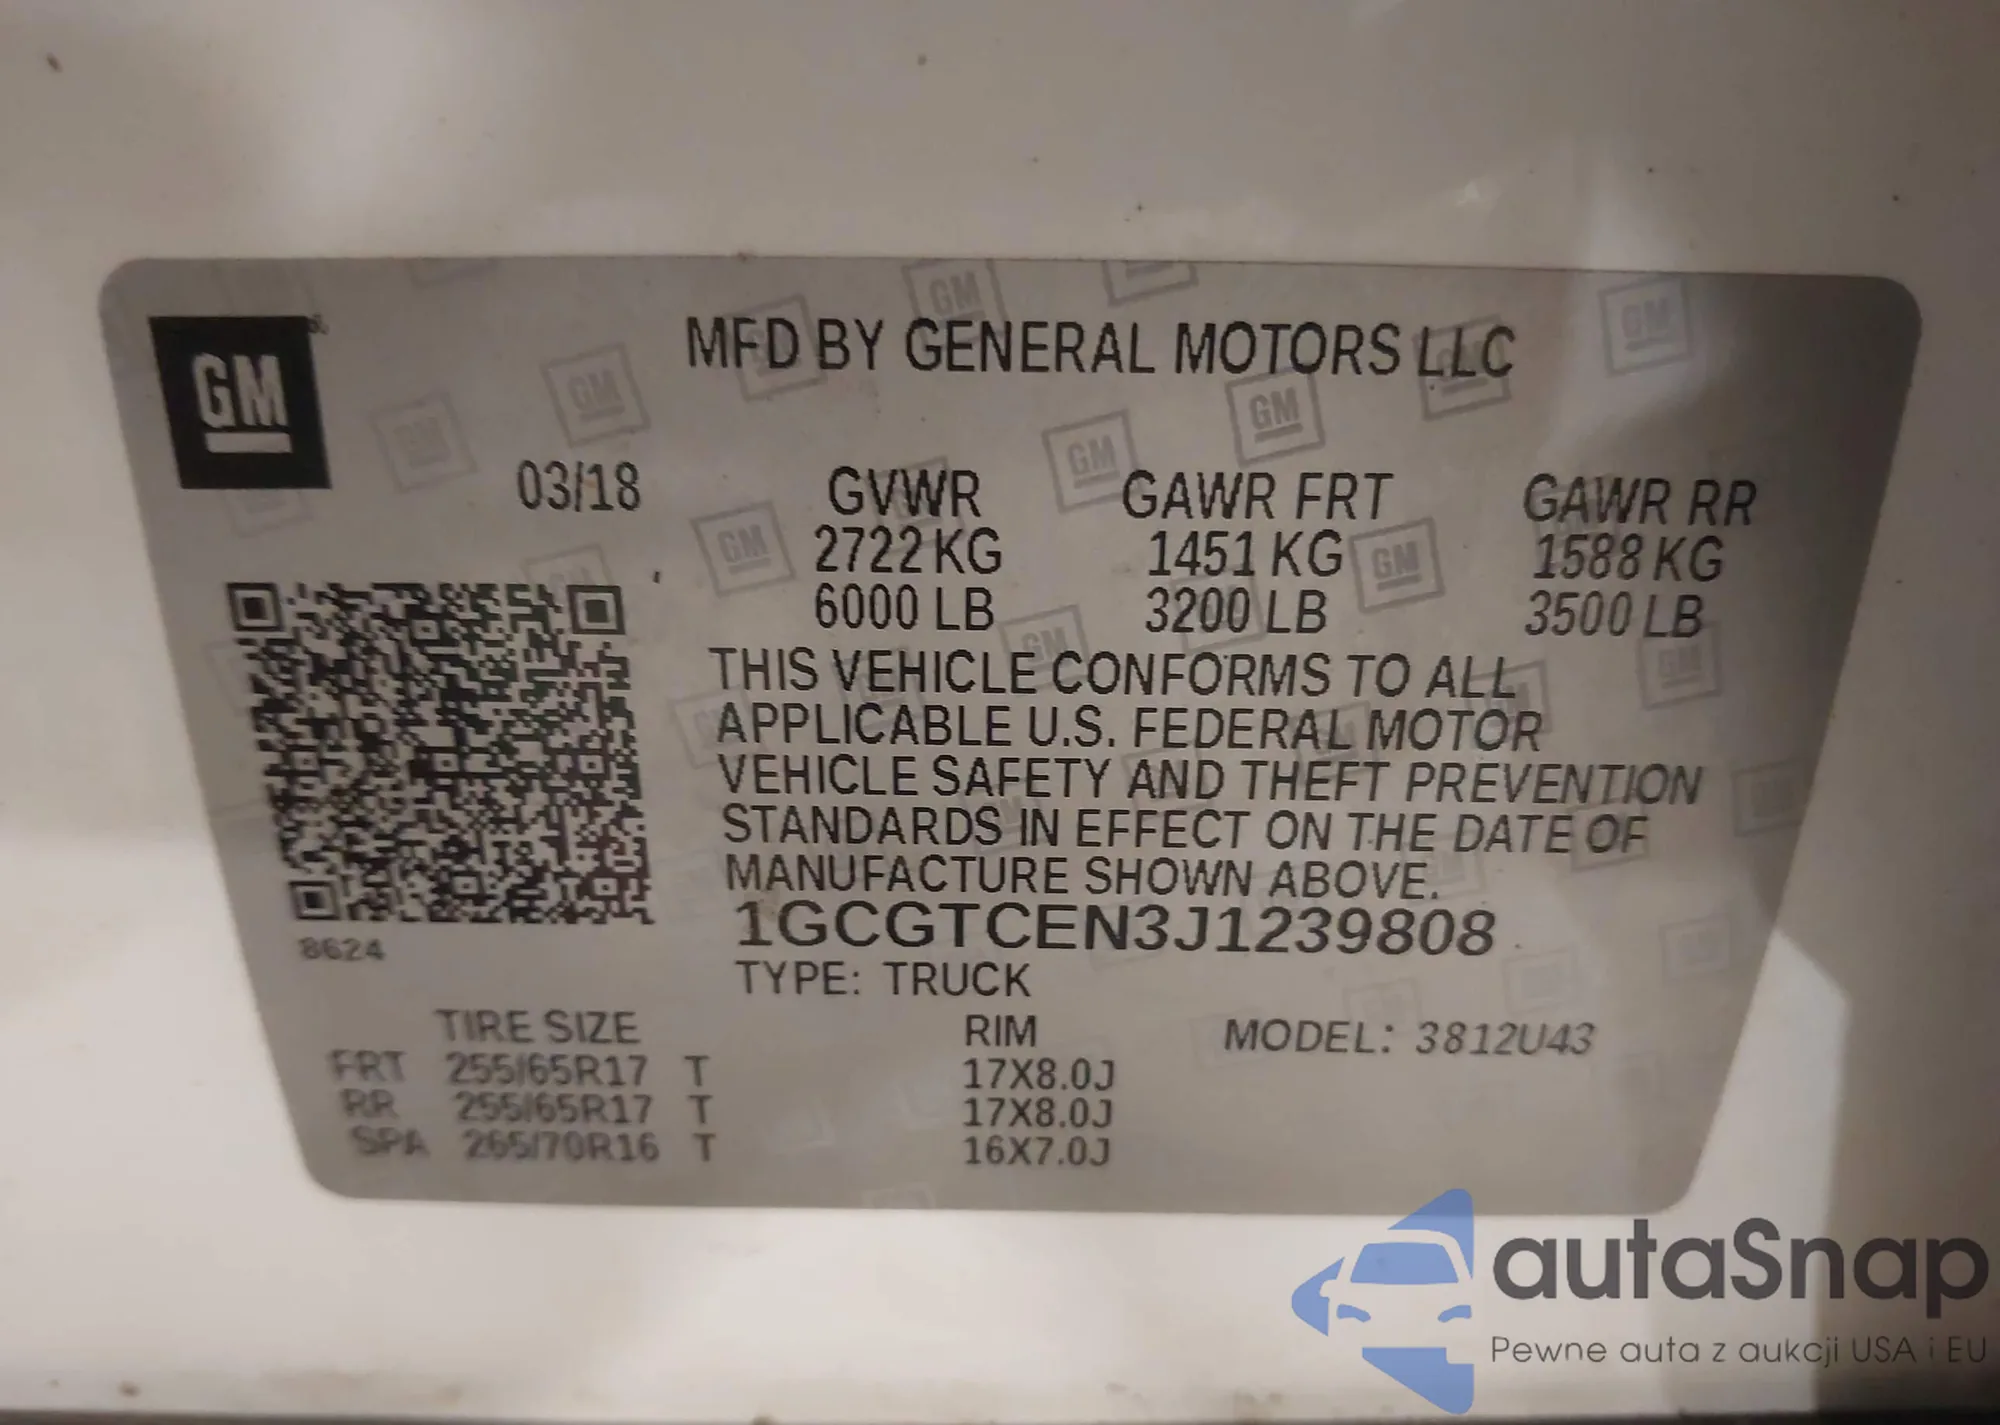 GM
MFD BY GENERAL MOTORS LLC
03/18
GVWR GAWR FRT GAWR RR
2722 KG 1451 KG 1588 KG
6000 LB 3200 LB 3500 LB
THIS VEHICLE CONFORMS TO ALL
APPLICABLE U.S. FEDERAL MOTOR
VEHICLE SAFETY AND THEFT PREVENTION
STANDARDS IN EFFECT ON THE DATE OF
MANUFACTURE SHOWN ABOVE.
1GCGTCEN3J1239808
8624
TYPE: TRUCK
TIRE SIZE RIM MODEL: 3812U43
FRT 255/65R17 T 17X8.0J
RR 255/65R17 T 17X8.0J
SPA 265/70R16 T 16X7.0J
autaSnap
Pewne auta z aukcji USA i EU